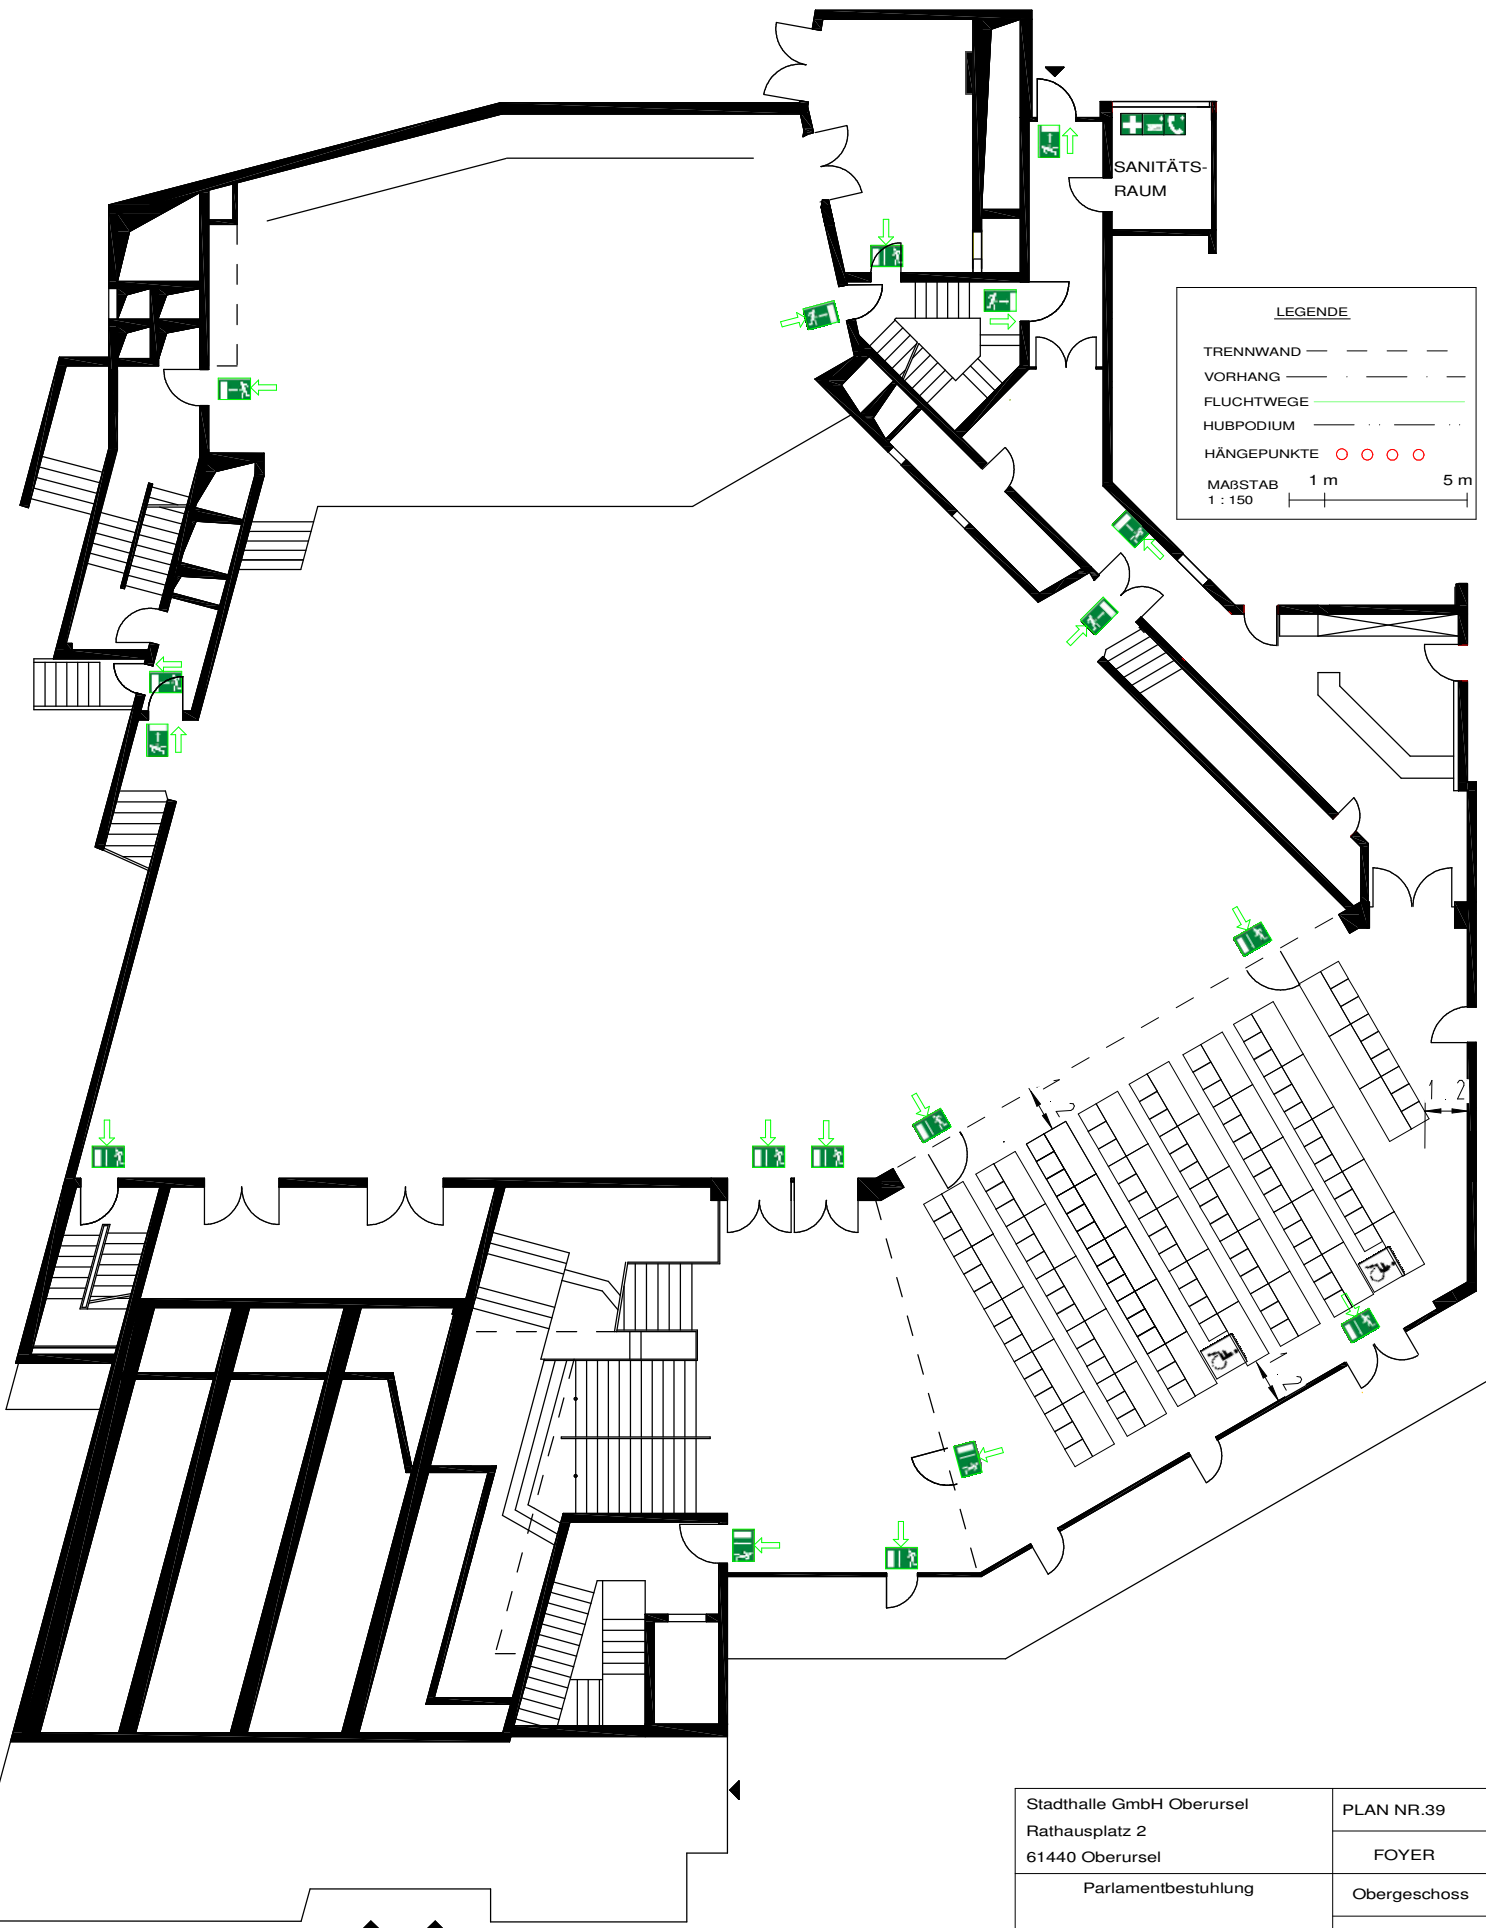 SANITÄTS-
RAUM
LEGENDE
TRENNWAND
VORHANG
FLUCHTWEGE
HUBPODIUM
HÄNGEPUNKTE
MAßSTAB 1 m 5 m
1 : 150
1.2
1.2
1.2
Stadthalle GmbH Oberursel
Rathausplatz 2
61440 Oberursel
PLAN NR.39
FOYER
Parlamentbestuhlung
Obergeschoss